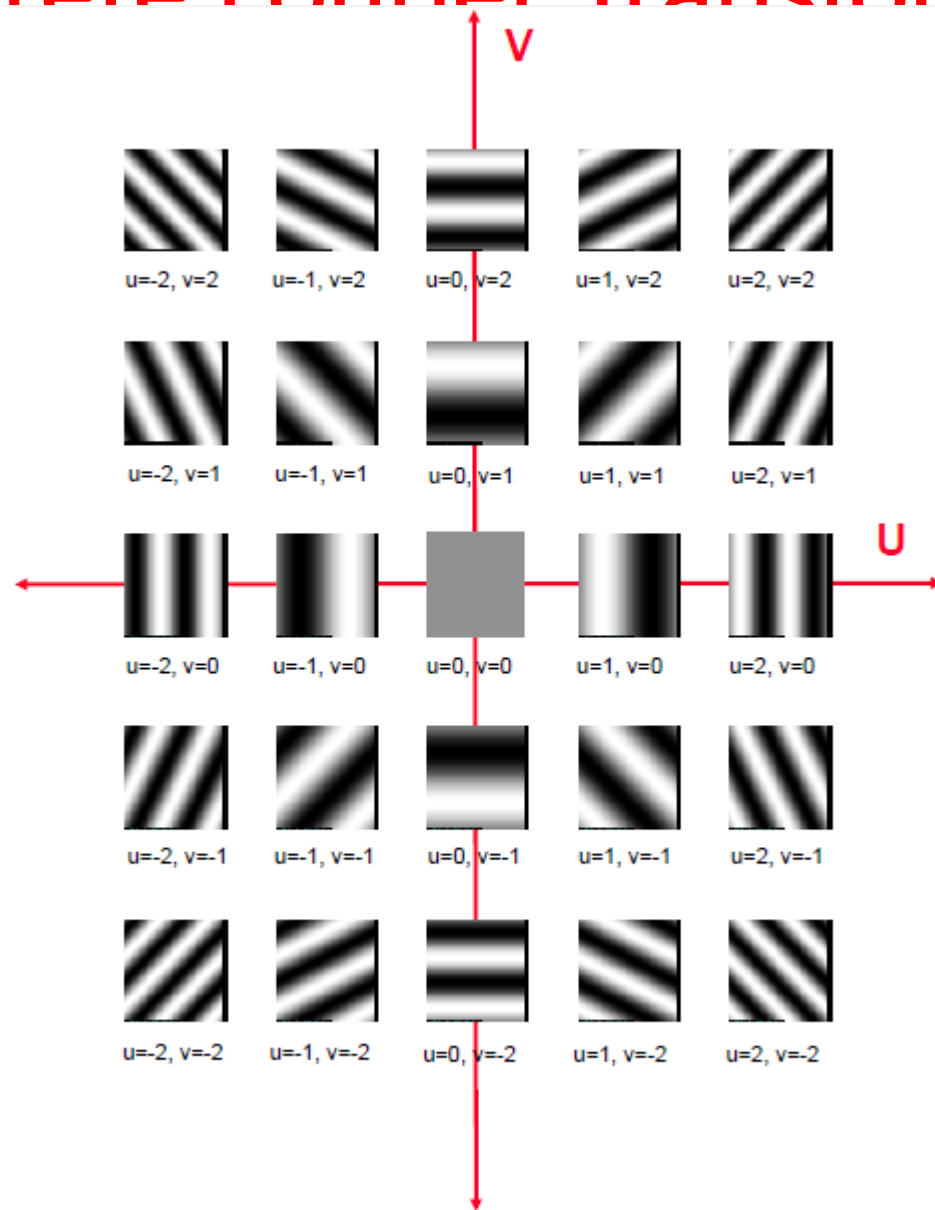 V
u=-2, v=2 u=-1, v=2 u=0, v=2 u=1, v=2 u=2, v=2
u=-2, v=1 u=-1, v=1 u=0, v=1 u=1, v=1 u=2, v=1
U
u=-2, v=0 u=-1, v=0 u=0, v=0 u=1, v=0 u=2, v=0
u=-2, v=-1 u=-1, v=-1 u=0, v=-1 u=1, v=-1 u=2, v=-1
u=-2, v=-2 u=-1, v=-2 u=0, v=-2 u=1, v=-2 u=2, v=-2